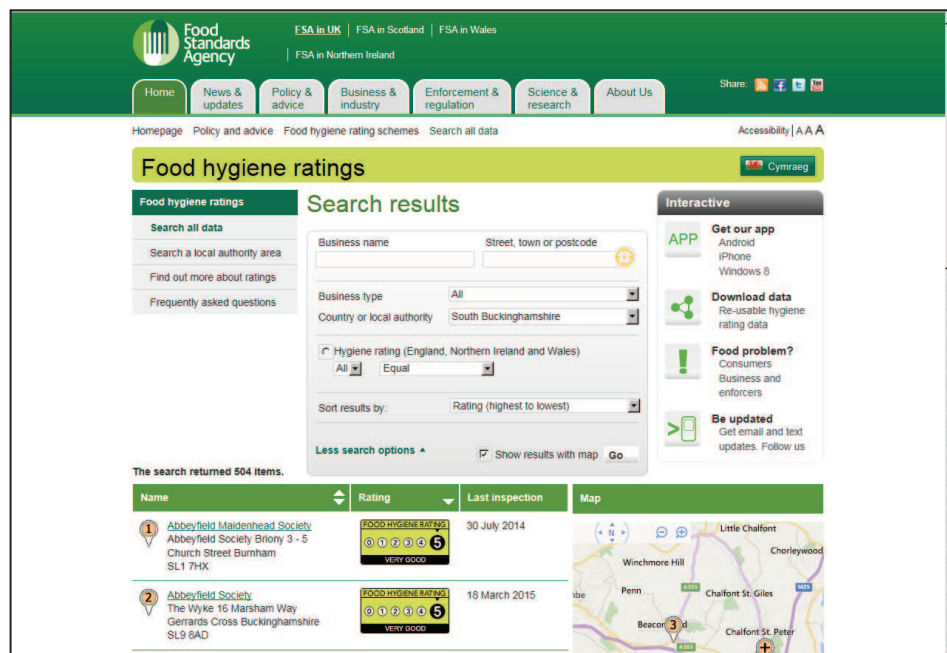 Food
Standards
Agency
FSA in UK | FSA in Scotland | FSA in Wales
| FSA in Northern Ireland
Home
News &
updates
Policy &
advice
Business &
industry
Enforcement &
regulation
Science &
research
About Us
Share:
Homepage Policy and advice Food hygiene rating schemes Search all data
Accessibility | A A A
Food hygiene ratings
Cymraeg
Food hygiene ratings
Search all data
Search a local authority area
Find out more about ratings
Frequently asked questions
Search results
Business name
Street, town or postcode
Business type
All
Country or local authority
South Buckinghamshire
Hygiene rating (England, Northern Ireland and Wales)
All
Equal
Sort results by:
Rating (highest to lowest)
Less search options
Show results with map
Go
Interactive
APP
Get our app
Android
iPhone
Windows 8
Download data
Re-usable hygiene
rating data
Food problem?
Consumers
Business and
enforcers
Be updated
Get email and text
updates. Follow us
The search returned 504 items.
Name
Rating
Last inspection
Map
1
Abbeyfield Maidenhead Society
Abbeyfield Society Briony 3 - 5
Church Street Burnham
SL1 7HX
FOOD HYGIENE RATING
0 1 2 3 4 5
VERY GOOD
30 July 2014
2
Abbeyfield Society
The Wyke 16 Marsham Way
Gerrards Cross Buckinghamshire
SL9 8AD
FOOD HYGIENE RATING
0 1 2 3 4 5
VERY GOOD
18 March 2015
N
Little Chalfont
Chorleywood
Winchmore Hill
Penn
M25
Chalfont St. Giles
3
Chalfont St. Peter